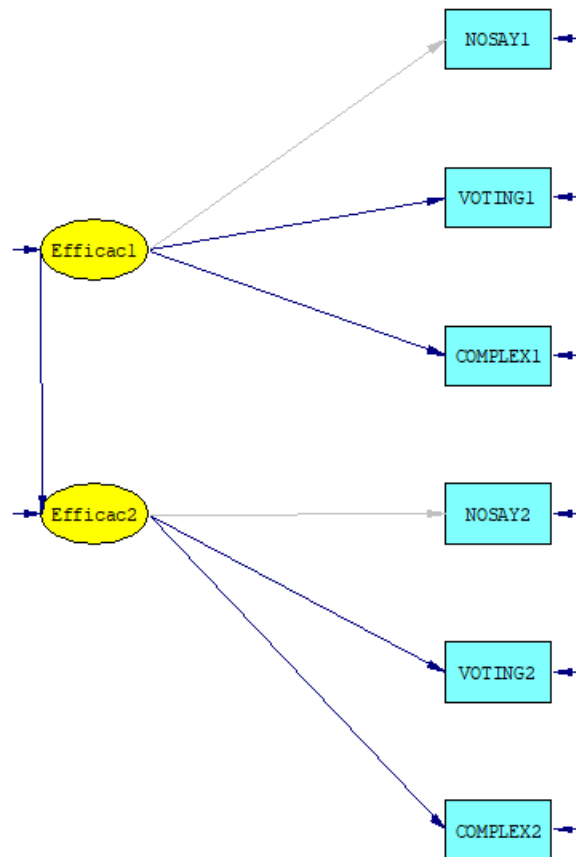 NOSAY1
VOTING1
Efficac1
COMPLEX1
Efficac2
NOSAY2
VOTING2
COMPLEX2